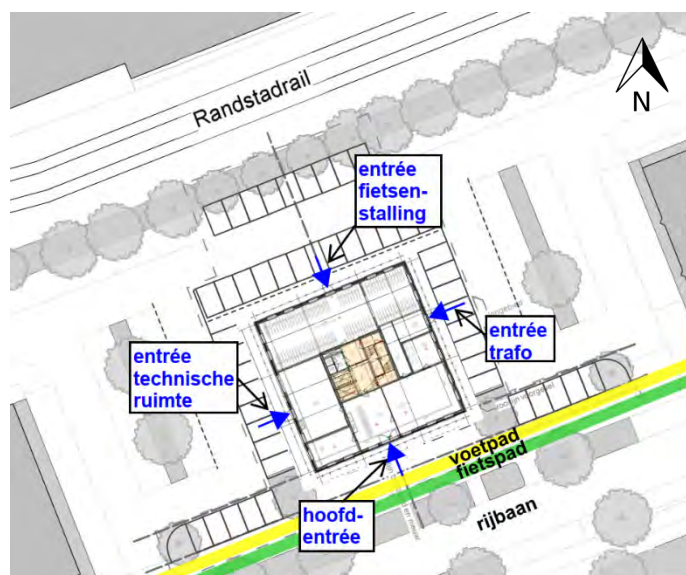 Randstadrail
N
entrée
fietsen-
stalling
entrée
trafo
entrée
technische
ruimte
voetpad
fietspad
hoofd-
entrée
rijbaan